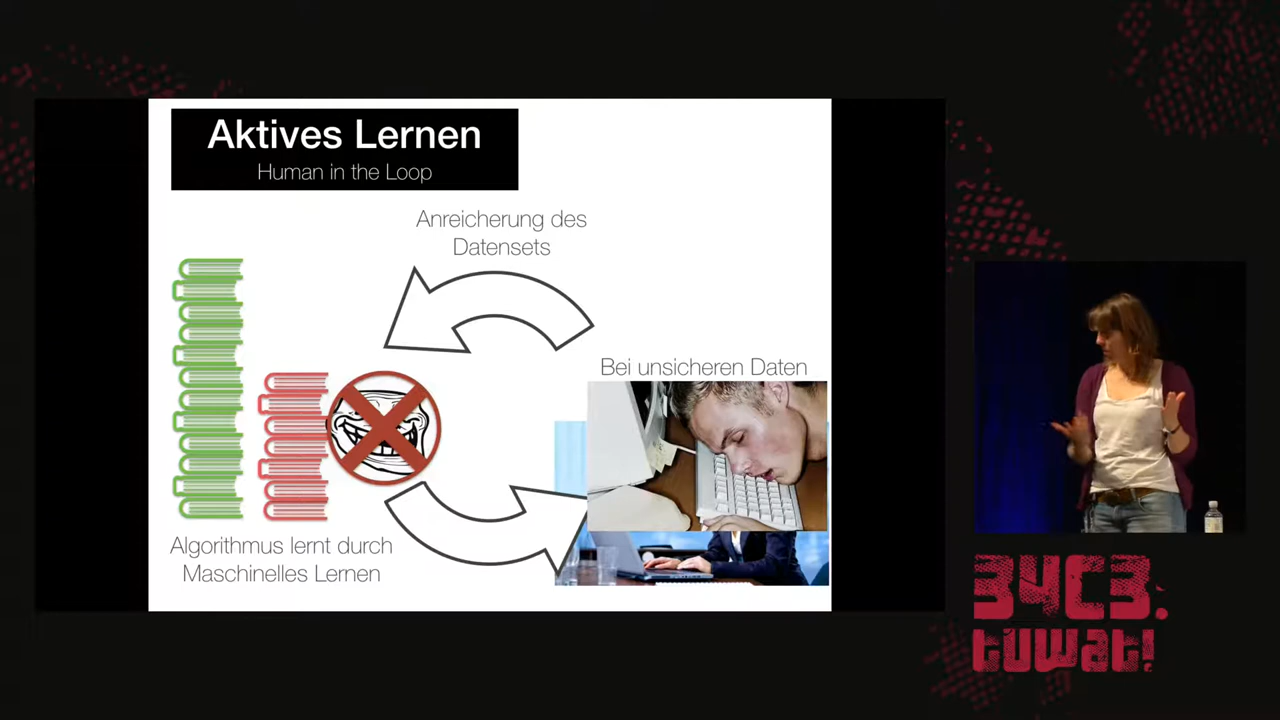 Aktives Lernen
Human in the Loop
Anreicherung des
Datensets
Bei unsicheren Daten
Algorithmus lernt durch
Maschinelles Lernen
34C3.
tuwat!